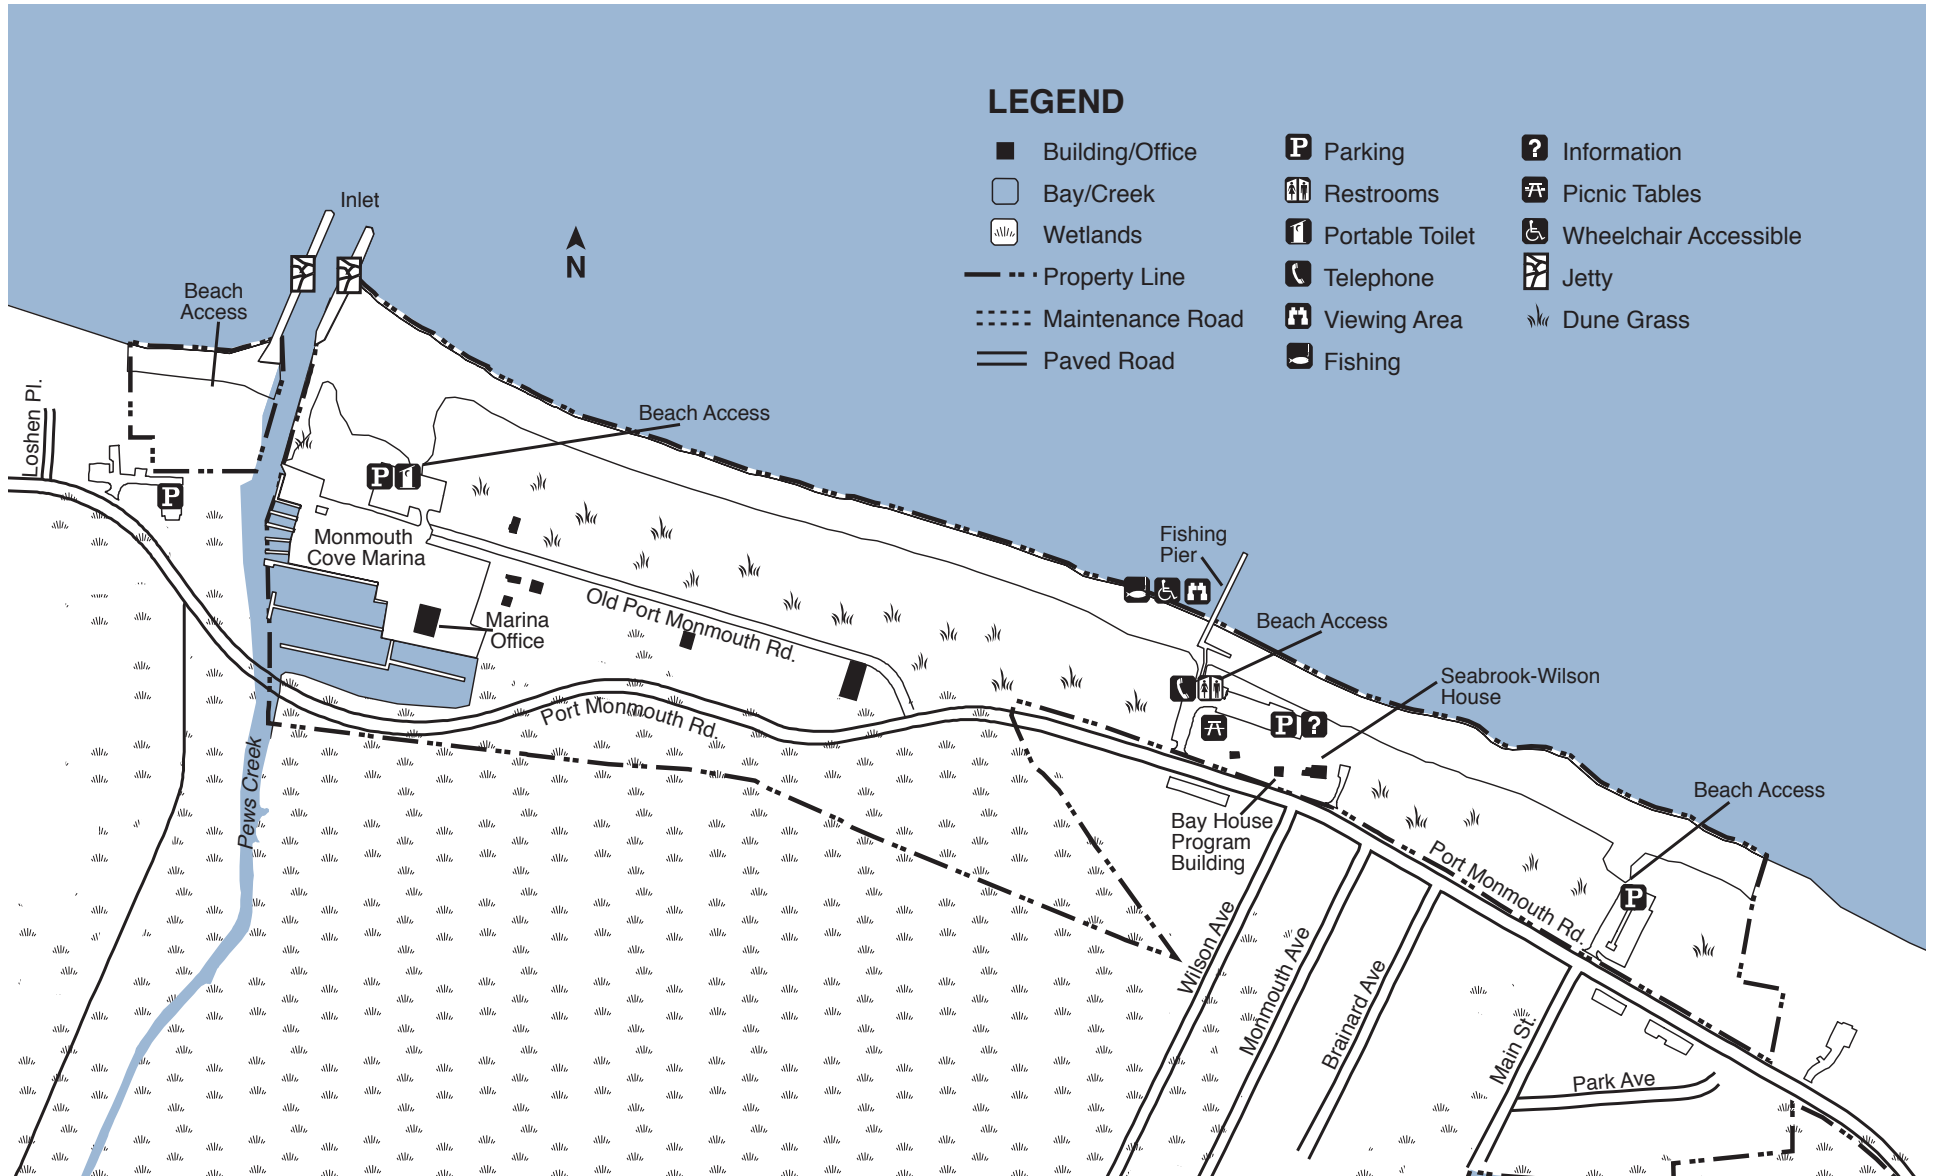 LEGEND
Building/Office
Bay/Creek
Wetlands
Property Line
Maintenance Road
Paved Road
P Parking
Restrooms
Portable Toilet
Telephone
Viewing Area
Fishing
? Information
Picnic Tables
Wheelchair Accessible
Jetty
Dune Grass
Inlet
N
Beach
Access
Loshen Pl.
P
Beach Access
P
Monmouth
Cove Marina
Marina
Office
Old Port Monmouth Rd.
Port Monmouth Rd.
Pews Creek
Fishing
Pier
Beach Access
Seabrook-Wilson
House
P ?
Bay House
Program
Building
Beach Access
P
Port Monmouth Rd.
Wilson Ave
Monmouth Ave
Brainard Ave
Main St.
Park Ave